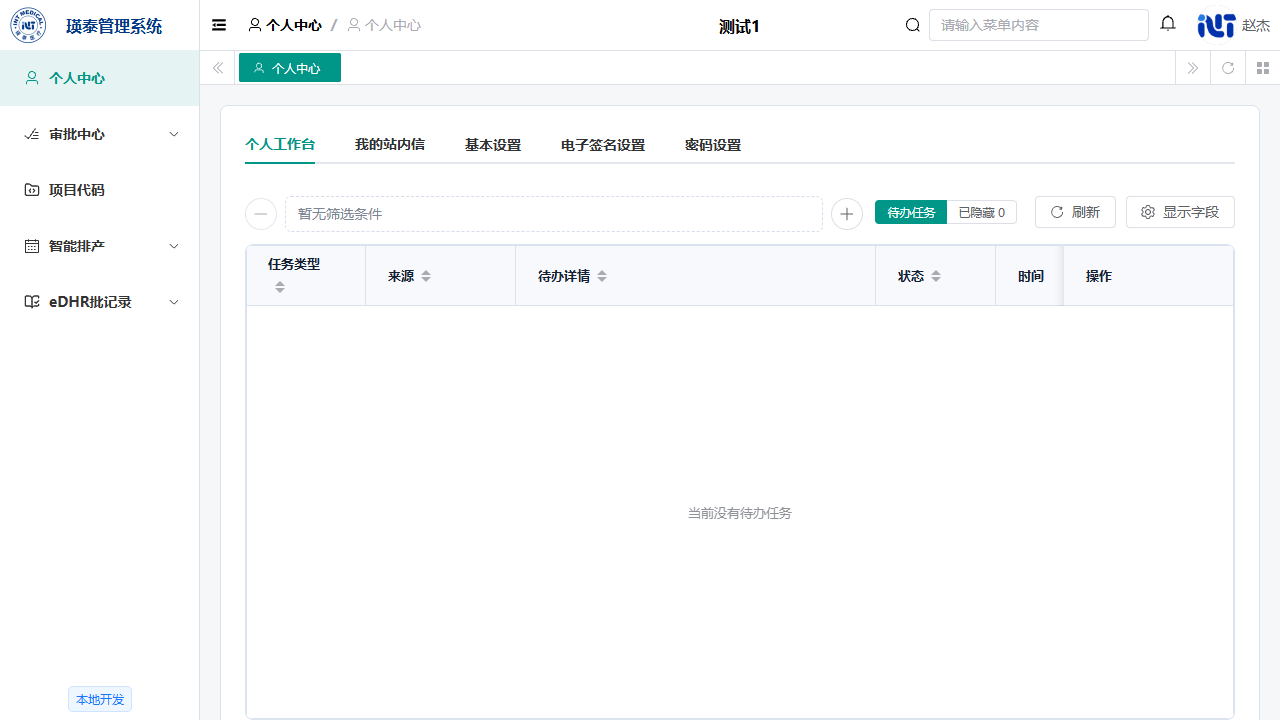 INT MEDICAL
瑛泰医疗
瑛泰管理系统
个人中心 / 个人中心
测试1
请输入菜单内容
赵杰
个人中心
个人中心
审批中心
项目代码
智能排产
eDHR批记录
本地开发
个人工作台 我的站内信 基本设置 电子签名设置 密码设置
暂无筛选条件
待办任务 已隐藏 0 刷新 显示字段
任务类型 来源 待办详情 状态 时间 操作
当前没有待办任务